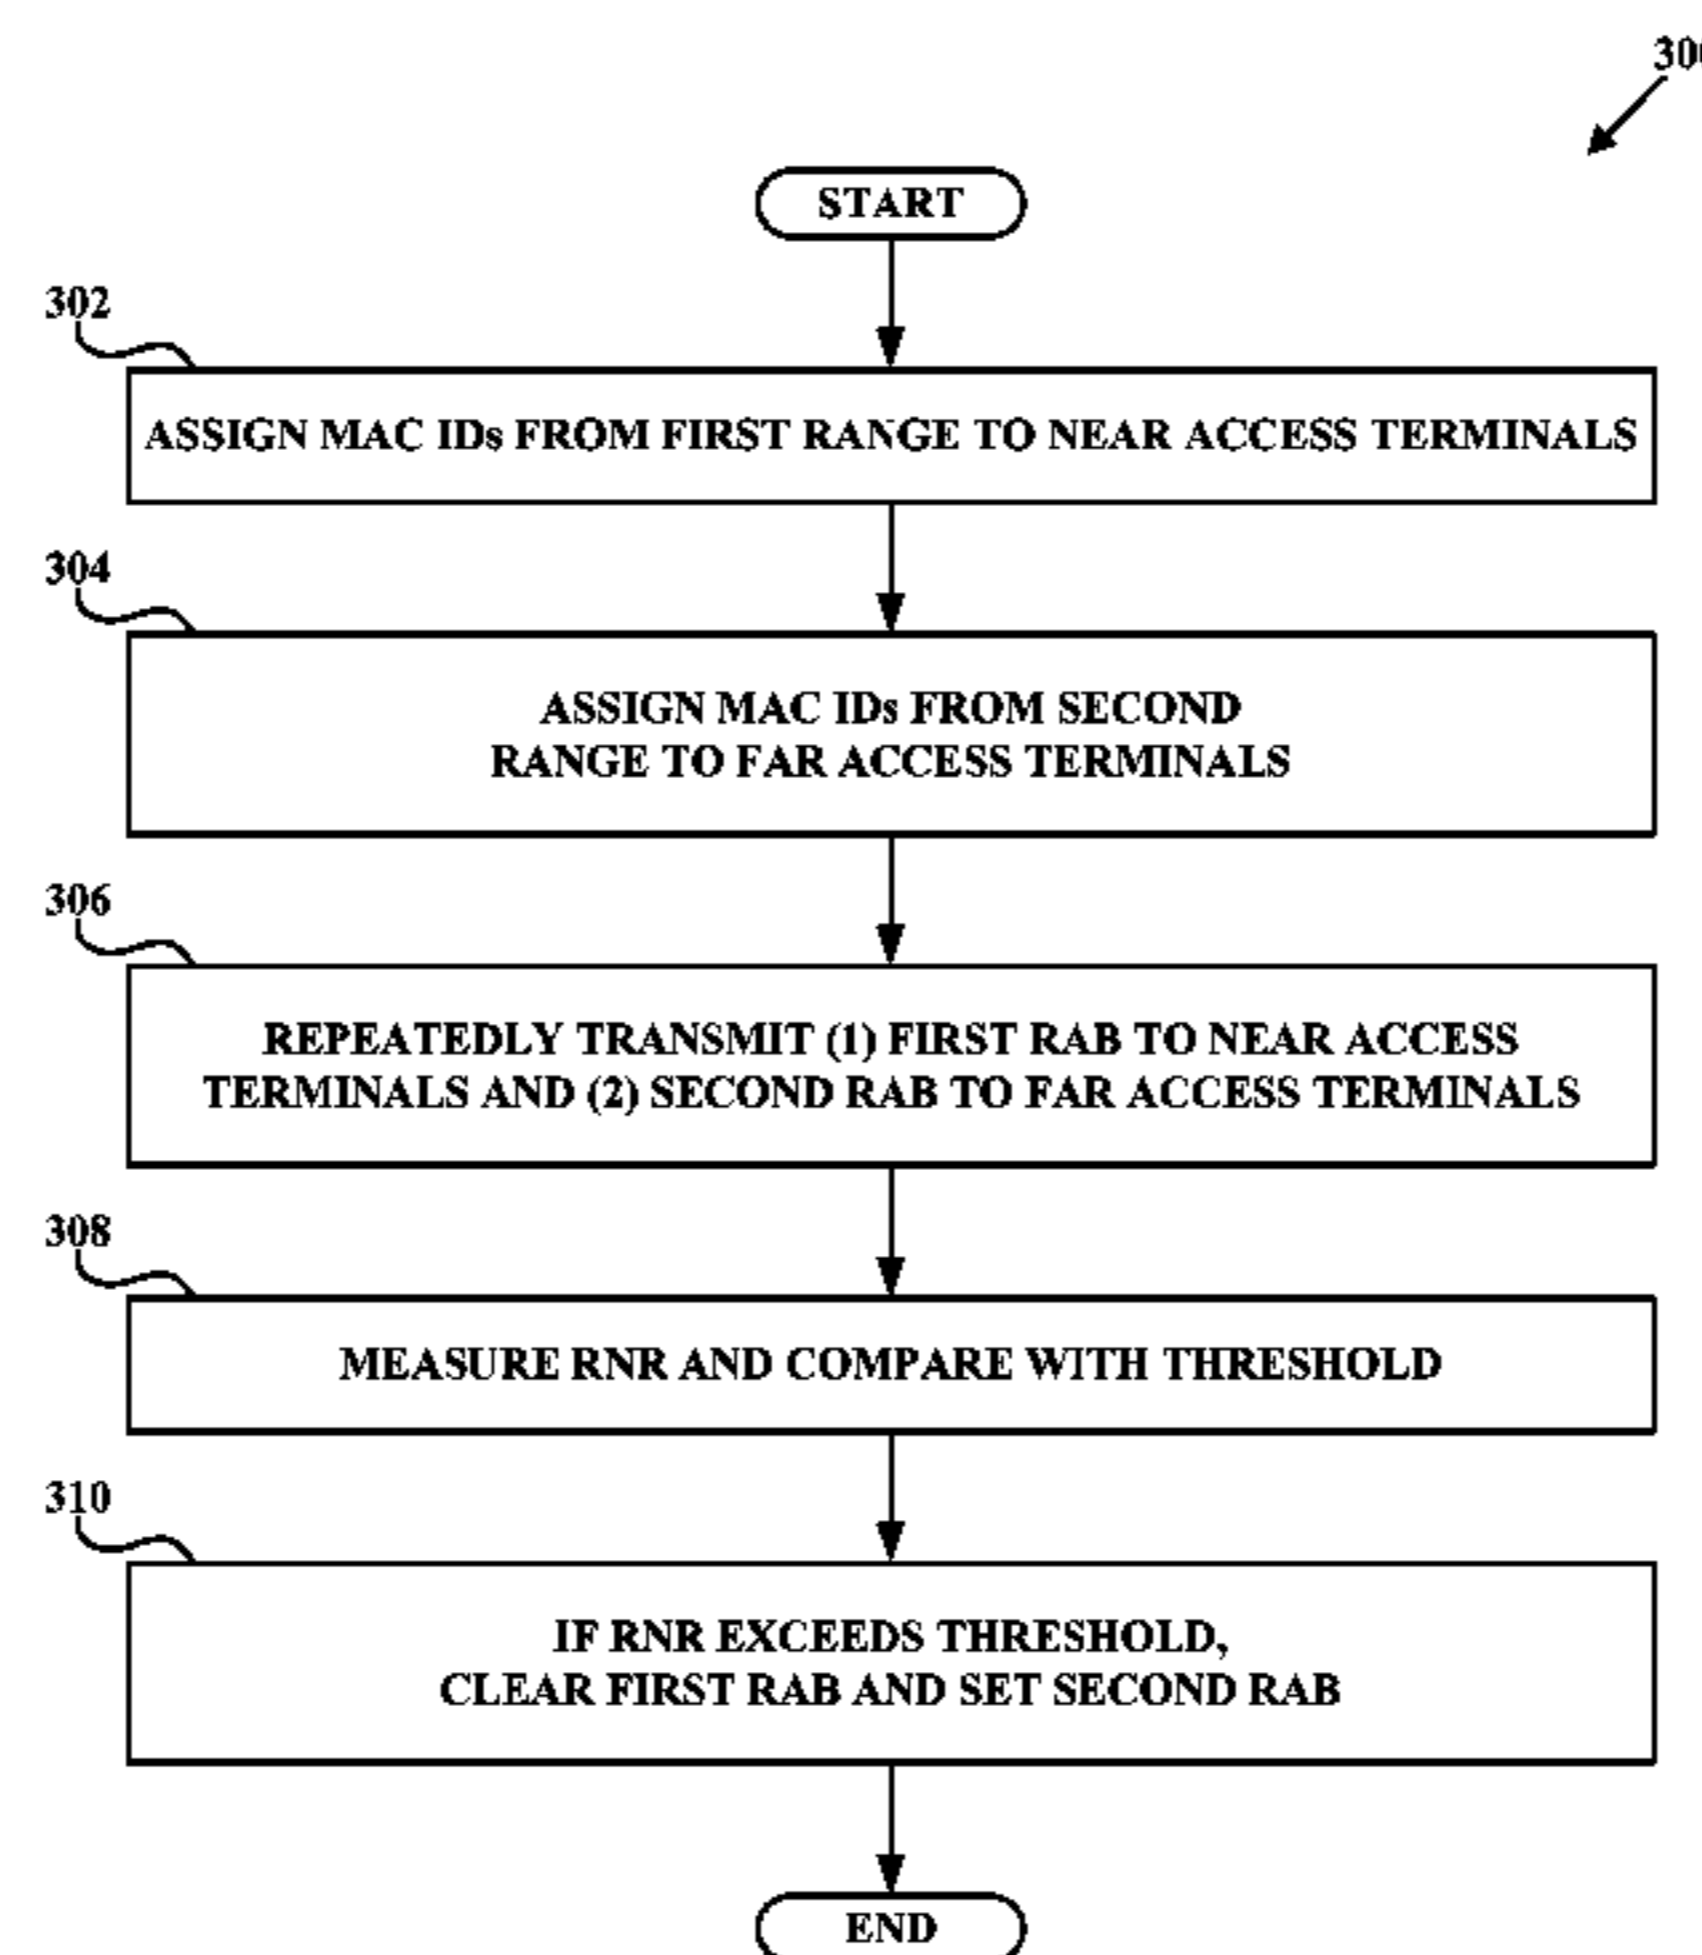 START
302
ASSIGN MAC IDs FROM FIRST RANGE TO NEAR ACCESS TERMINALS
304
ASSIGN MAC IDs FROM SECOND
RANGE TO FAR ACCESS TERMINALS
306
REPEATEDLY TRANSMIT (1) FIRST RAB TO NEAR ACCESS
TERMINALS AND (2) SECOND RAB TO FAR ACCESS TERMINALS
308
MEASURE RNR AND COMPARE WITH THRESHOLD
310
IF RNR EXCEEDS THRESHOLD,
CLEAR FIRST RAB AND SET SECOND RAB
END